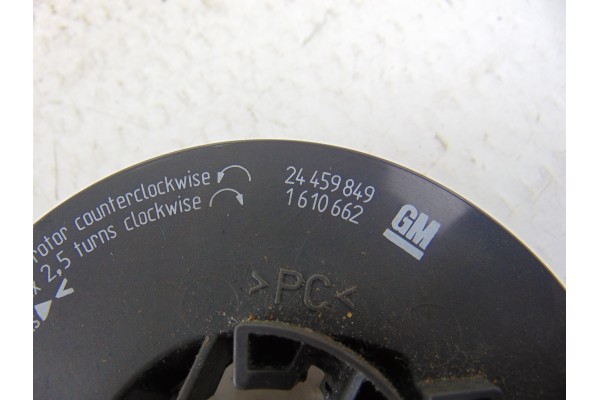 rotor counterclockwise
x 2,5 turns clockwise
24 459 849
1 610 662
GM
>PC<